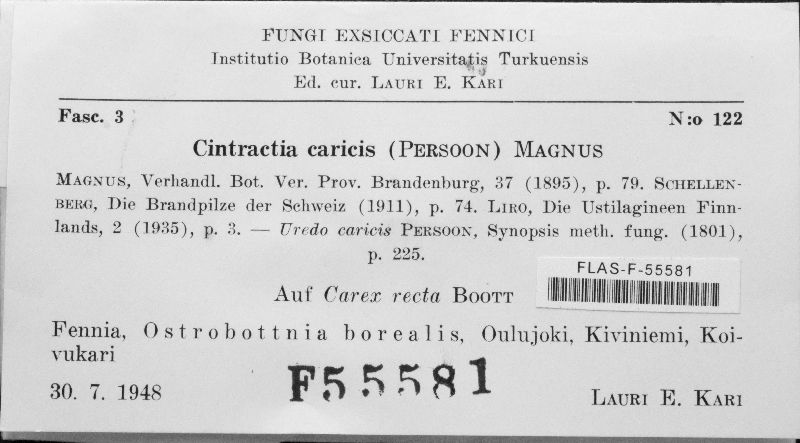 FUNGI EXSICCATI FENNICI
Institutio Botanica Universitatis Turkuensis
Ed. cur. LAURI E. KARI
Fasc. 3 N:o 122
Cintractia caricis (PERSOON) MAGNUS
MAGNUS, Verhandl. Bot. Ver. Prov. Brandenburg, 37 (1895), p. 79. SCHELLEN-
BERG, Die Brandpilze der Schweiz (1911), p. 74. LIRO, Die Ustilagineen Finn-
lands, 2 (1935), p. 3. — Uredo caricis PERSOON, Synopsis meth. fung. (1801),
p. 225.
FLAS-F-55581
Auf Carex recta BOOTT
Fennia, Ostrobottnia borealis, Oulujoki, Kiviniemi, Koi-
vukari
F55581
30. 7. 1948 LAURI E. KARI